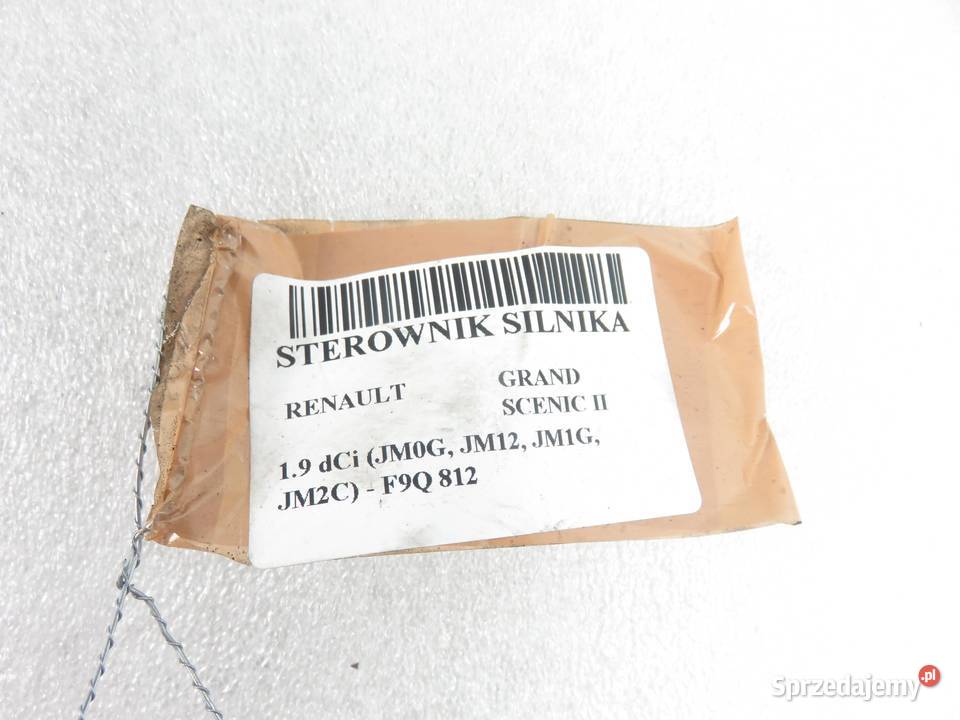 STEROWNIK SILNIKA
RENAULT GRAND
SCENIC II
1.9 dCi (JM0G, JM12, JM1G,
JM2C) - F9Q 812
Sprzedajemy.pl